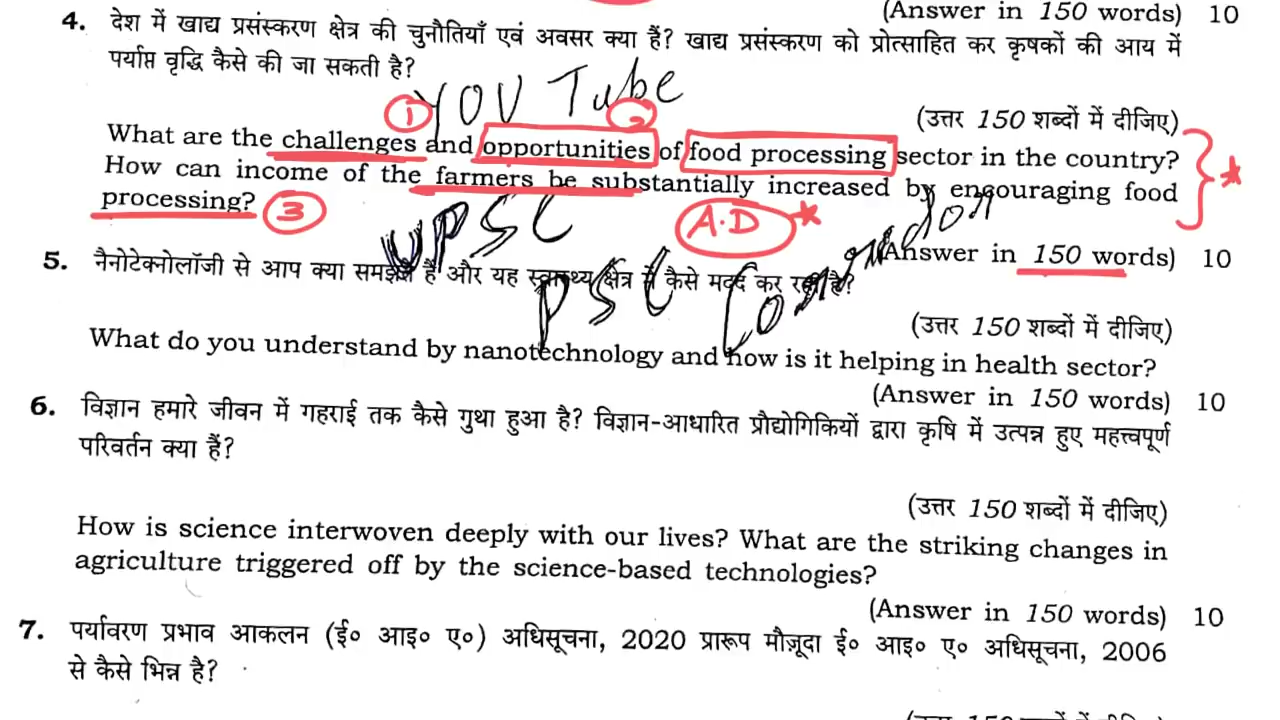 (Answer in 150 words) 10
4. देश में खाद्य प्रसंस्करण क्षेत्र की चुनौतियाँ एवं अवसर क्या हैं? खाद्य प्रसंस्करण को प्रोत्साहित कर कृषकों की आय में
पर्याप्त वृद्धि कैसे की जा सकती है?
YOU Tube
(उत्तर 150 शब्दों में दीजिए)
1 2
What are the challenges and opportunities of food processing sector in the country?
How can income of the farmers be substantially increased by encouraging food
processing? 3
A.D
UPSC
(Answer in 150 words) 10
5. नैनोटेक्नोलॉजी से आप क्या समझते हैं और यह स्वास्थ्य क्षेत्र में कैसे मदद कर रहा है?
PSC
(उत्तर 150 शब्दों में दीजिए)
What do you understand by nanotechnology and how is it helping in health sector?
(Answer in 150 words) 10
6. विज्ञान हमारे जीवन में गहराई तक कैसे गुथा हुआ है? विज्ञान-आधारित प्रौद्योगिकियों द्वारा कृषि में उत्पन्न हुए महत्त्वपूर्ण
परिवर्तन क्या हैं?
(उत्तर 150 शब्दों में दीजिए)
How is science interwoven deeply with our lives? What are the striking changes in
agriculture triggered off by the science-based technologies?
(Answer in 150 words) 10
7. पर्यावरण प्रभाव आकलन (ई० आइ० ए०) अधिसूचना, 2020 प्रारूप मौज़ूदा ई० आइ० ए० अधिसूचना, 2006
से कैसे भिन्न है?